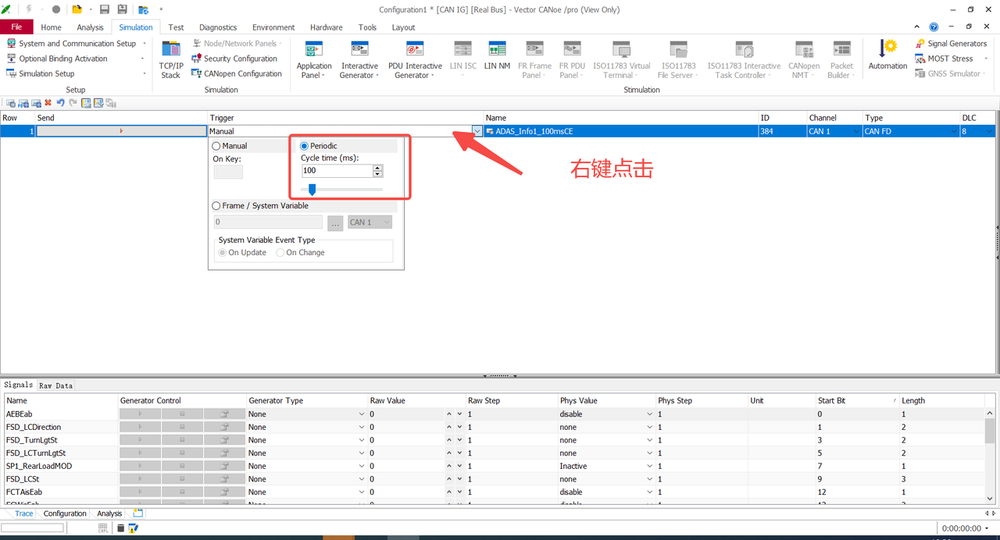 Configuration1 * [CAN IG] [Real Bus] - Vector CANoe /pro (View Only)
File Home Analysis Simulation Test Diagnostics Environment Hardware Tools Layout
System and Communication Setup
Optional Binding Activation
Simulation Setup
Setup
TCP/IP Stack
Node/Network Panels
Security Configuration
CANopen Configuration
Simulation
Application Panel
Interactive Generator
PDU Interactive Generator
LIN ISC
LIN NM
FR Frame Panel
FR PDU Panel
ISO11783 Virtual Terminal
ISO11783 File Server
ISO11783 Interactive Task Controller
CANopen NMT
Packet Builder
Stimulation
Automation
Signal Generators
MOST Stress
GNSS Simulator
Row Send Trigger Name ID Channel Type DLC
1 Manual ADAS_Info1_100msCE 384 CAN 1 CAN FD 8
Manual
On Key:
Periodic
Cycle time (ms):
100
Frame / System Variable
0 ... CAN 1
System Variable Event Type
On Update On Change
右键点击
Signals Raw Data
Name Generator Control Generator Type Raw Value Raw Step Phys Value Phys Step Unit Start Bit Length
AEBEab None 0 1 disable 1 0 1
FSD_LCDirection None 0 1 none 1 1 2
FSD_TurnLgtSt None 0 1 none 1 3 2
FSD_LCTurnLgtSt None 0 1 none 1 5 2
SP1_RearLoadMOD None 0 1 Inactive 1 7 1
FSD_LCSt None 0 1 none 1 9 3
FCTAisEab None 0 1 disable 1 12 1
Trace Configuration Analysis
0:00:00:00